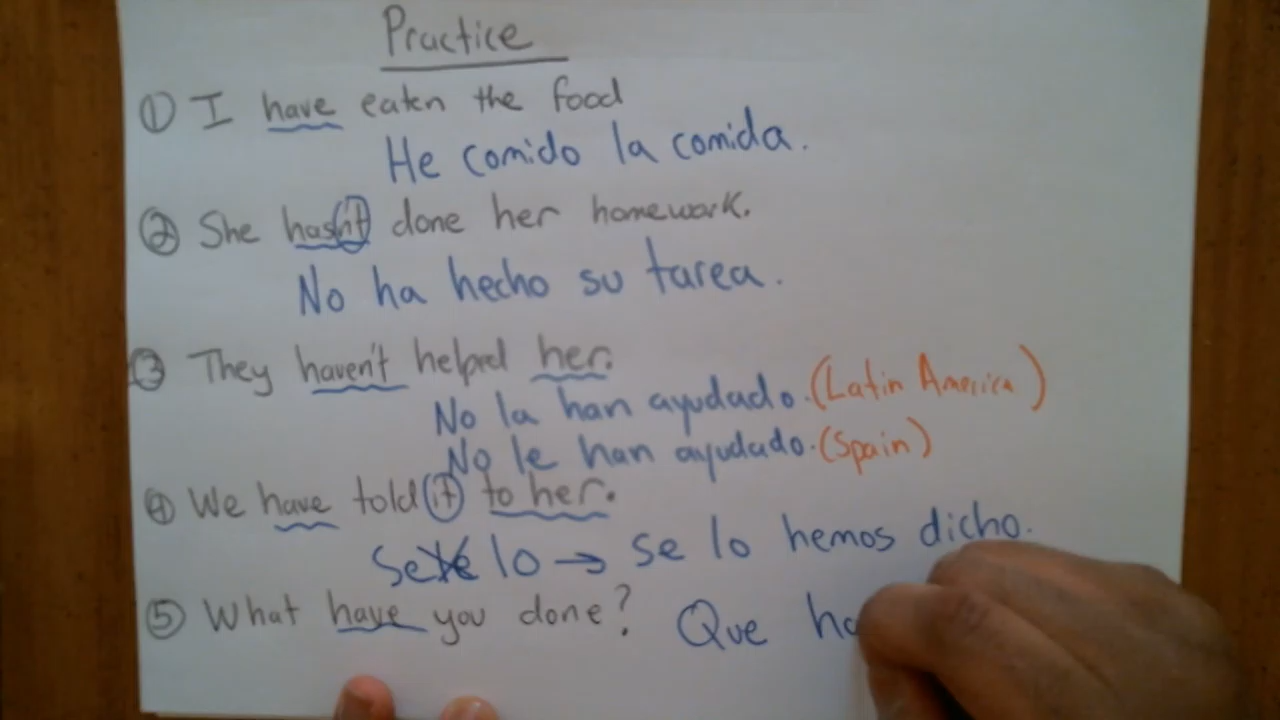 Practice
① I have eaten the food
He comido la comida.
② She hasn't done her homework.
No ha hecho su tarea.
③ They haven't helped her.
No la han ayudado. (Latin America)
No le han ayudado. (Spain)
④ We have told it to her.
Se le lo → se lo hemos dicho.
⑤ What have you done? Que ha